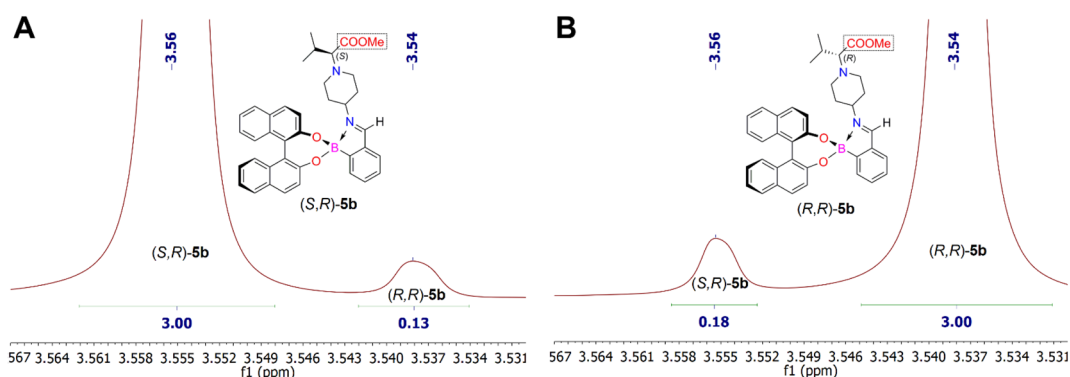 A
3.56
3.54
COOMe
(S)
N
N
H
O
B
O
(S,R)-5b
(S,R)-5b
(R,R)-5b
3.00
0.13
567 3.564 3.561 3.558 3.555 3.552 3.549 3.546 3.543 3.540 3.537 3.534 3.531
f1 (ppm)
B
3.56
3.54
COOMe
(R)
N
N
H
O
B
O
(R,R)-5b
(S,R)-5b
(R,R)-5b
0.18
3.00
567 3.564 3.561 3.558 3.555 3.552 3.549 3.546 3.543 3.540 3.537 3.534 3.531
f1 (ppm)